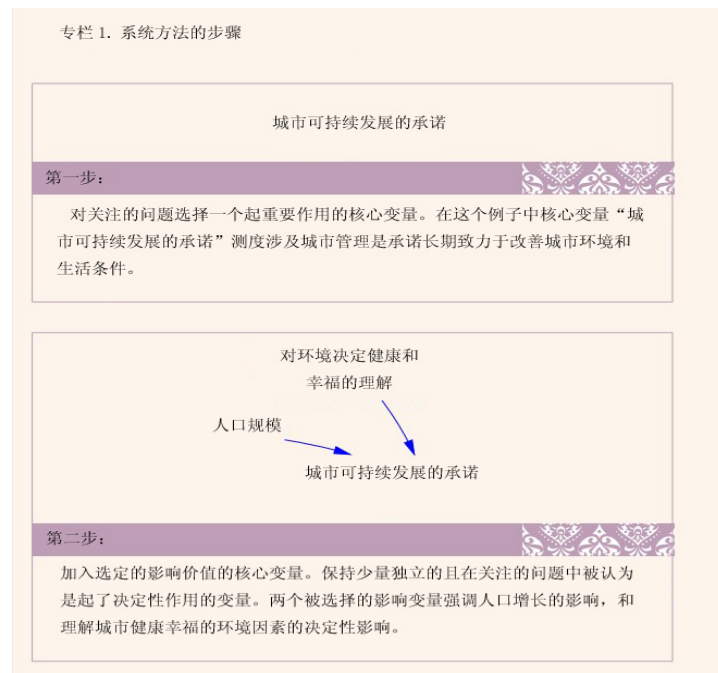 专栏 1. 系统方法的步骤
城市可持续发展的承诺
第一步：
对关注的问题选择一个起重要作用的核心变量。在这个例子中核心变量“城
市可持续发展的承诺”测度涉及城市管理是承诺长期致力于改善城市环境和
生活条件。
对环境决定健康和
幸福的理解
人口规模
城市可持续发展的承诺
第二步：
加入选定的影响价值的核心变量。保持少量独立的且在关注的问题中被认为
是起了决定性作用的变量。两个被选择的影响变量强调人口增长的影响，和
理解城市健康幸福的环境因素的决定性影响。